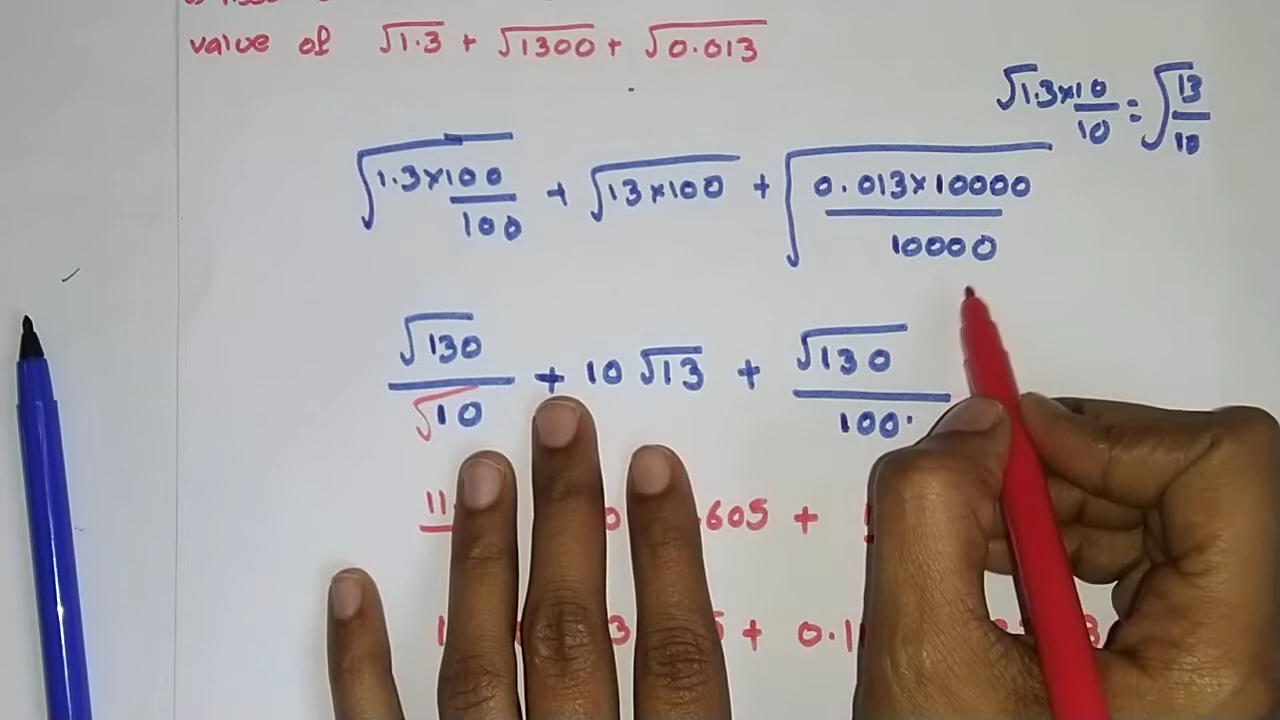 value of √1.3 + √1300 + √0.013
√1.3×10/10 = √13/10
√1.3×100/100 + √13×100 + √0.013×10000/10000
√130/√10 + 10√13 + √130/100
.605 +
+ 0.1